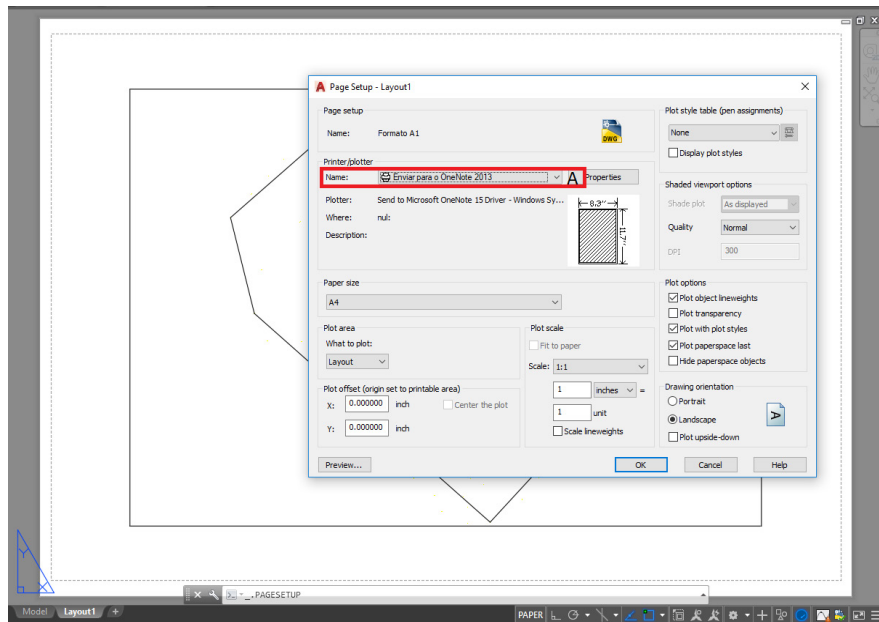 Page Setup - Layout1
Page setup
Name: Formato A1
DWG
Printer/plotter
Name: Enviar para o OneNote 2013
A
Properties
Plotter: Send to Microsoft OneNote 15 Driver - Windows Sy...
Where: nul:
Description:
8.3''
11.7''
Paper size
A4
Plot area
What to plot:
Layout
Plot offset (origin set to printable area)
X: 0.000000 inch
Center the plot
Y: 0.000000 inch
Plot scale
Fit to paper
Scale: 1:1
1 inches =
1 unit
Scale lineweights
Plot style table (pen assignments)
None
Display plot styles
Shaded viewport options
Shade plot As displayed
Quality Normal
DPI 300
Plot options
Plot object lineweights
Plot transparency
Plot with plot styles
Plot paperspace last
Hide paperspace objects
Drawing orientation
Portrait
Landscape
Plot upside-down
A
Preview...
OK
Cancel
Help
Y
X
_.PAGESETUP
Model Layout1 +
PAPER